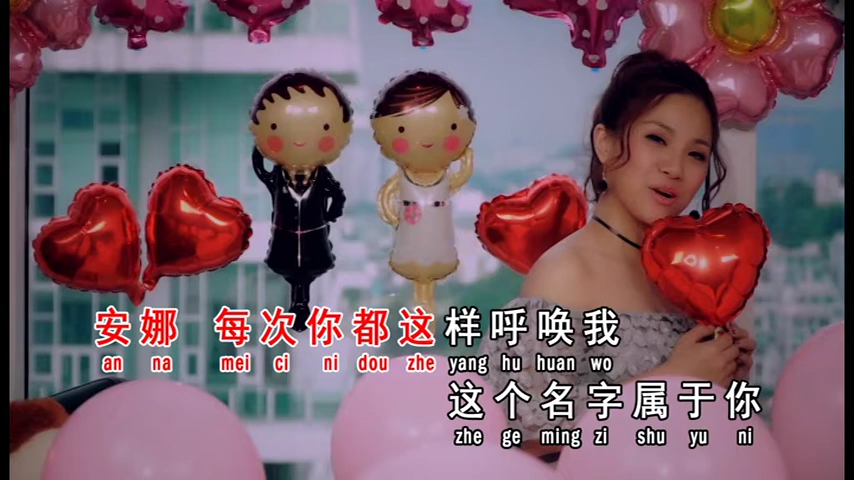 安娜 每次你都这样呼唤我
an na mei ci ni dou zhe yang hu huan wo
这个名字属于你
zhe ge ming zi shu yu ni